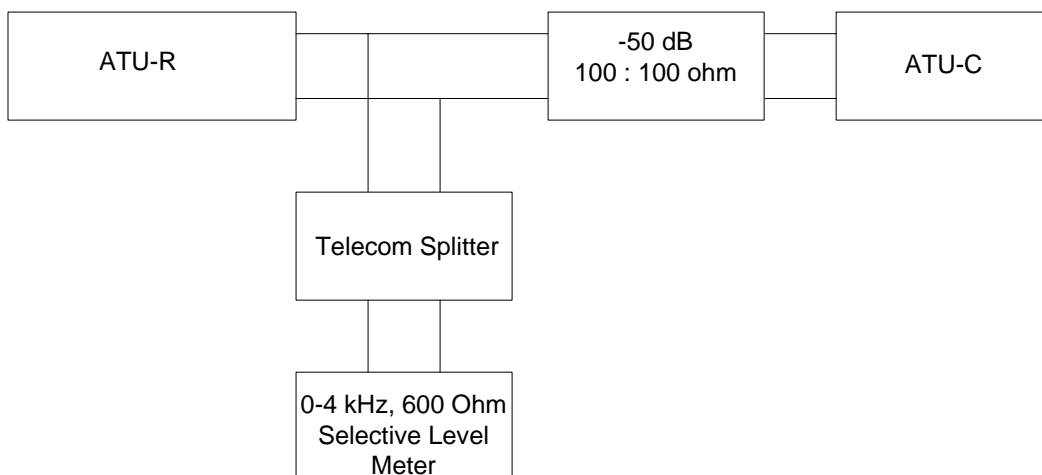 ATU-R
-50 dB
100 : 100 ohm
ATU-C
Telecom Splitter
0-4 kHz, 600 Ohm
Selective Level
Meter